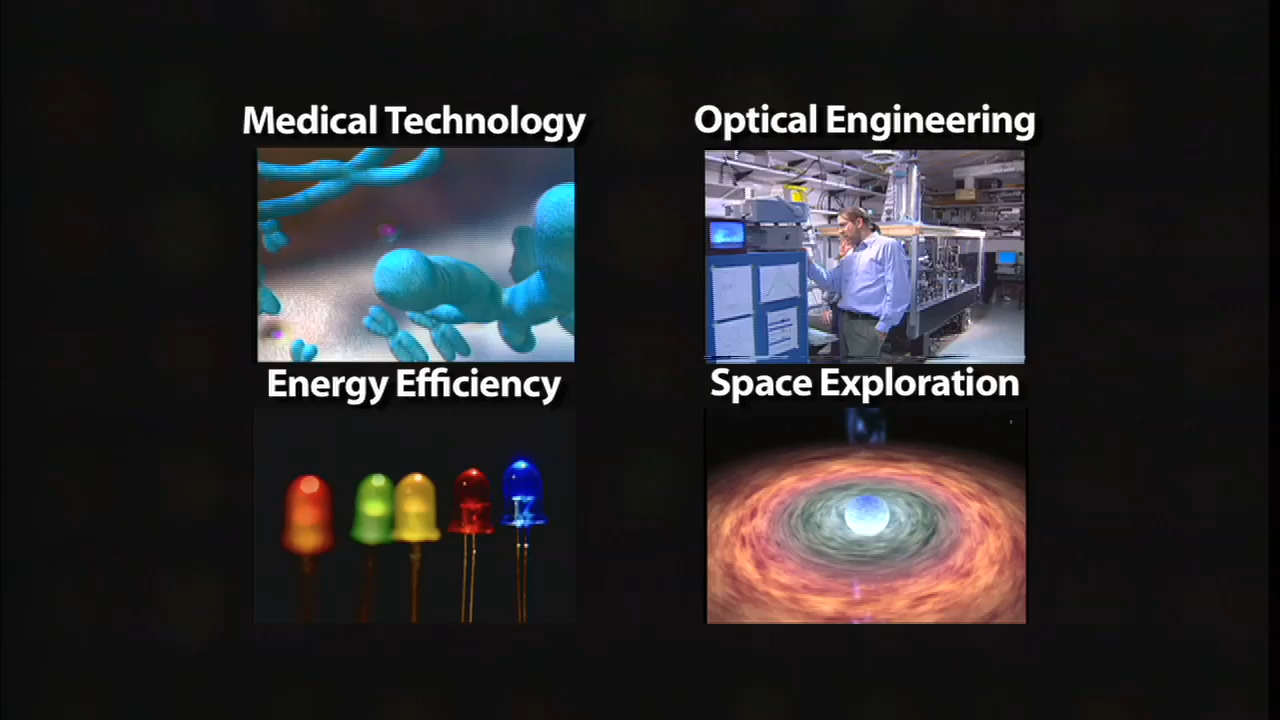 Medical Technology
Optical Engineering
Energy Efficiency
Space Exploration